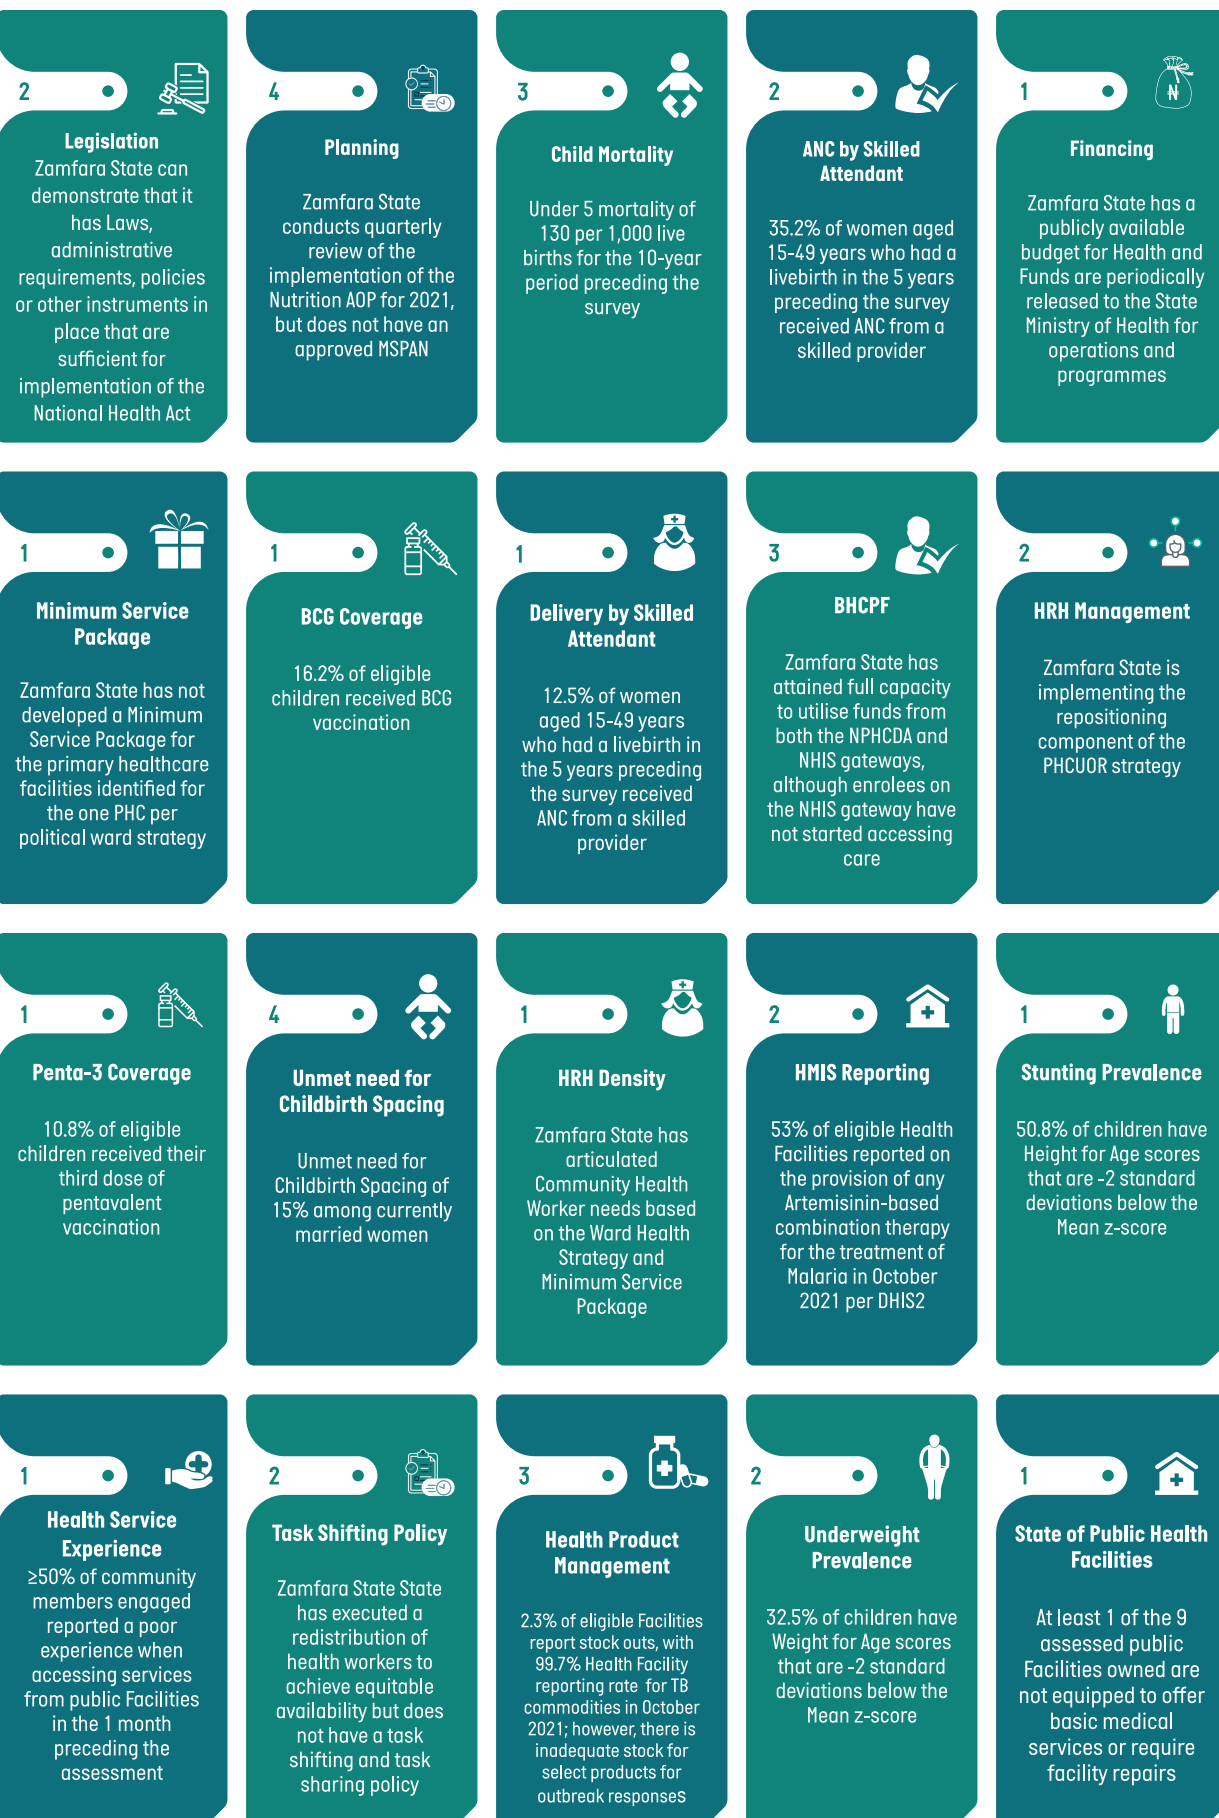 2
Legislation
Zamfara State can
demonstrate that it
has Laws,
administrative
requirements, policies
or other instruments in
place that are
sufficient for
implementation of the
National Health Act
4
Planning
Zamfara State
conducts quarterly
review of the
implementation of the
Nutrition AOP for 2021,
but does not have an
approved MSPAN
3
Child Mortality
Under 5 mortality of
130 per 1,000 live
births for the 10-year
period preceding the
survey
2
ANC by Skilled
Attendant
35.2% of women aged
15-49 years who had a
livebirth in the 5 years
preceding the survey
received ANC from a
skilled provider
1
₦
Financing
Zamfara State has a
publicly available
budget for Health and
Funds are periodically
released to the State
Ministry of Health for
operations and
programmes
1
Minimum Service
Package
Zamfara State has not
developed a Minimum
Service Package for
the primary healthcare
facilities identified for
the one PHC per
political ward strategy
1
BCG Coverage
16.2% of eligible
children received BCG
vaccination
1
Delivery by Skilled
Attendant
12.5% of women
aged 15-49 years
who had a livebirth in
the 5 years preceding
the survey received
ANC from a skilled
provider
3
BHCPF
Zamfara State has
attained full capacity
to utilise funds from
both the NPHCDA and
NHIS gateways,
although enrolees on
the NHIS gateway have
not started accessing
care
2
HRH Management
Zamfara State is
implementing the
repositioning
component of the
PHCUOR strategy
1
Penta-3 Coverage
10.8% of eligible
children received their
third dose of
pentavalent
vaccination
4
Unmet need for
Childbirth Spacing
Unmet need for
Childbirth Spacing of
15% among currently
married women
1
HRH Density
Zamfara State has
articulated
Community Health
Worker needs based
on the Ward Health
Strategy and
Minimum Service
Package
2
HMIS Reporting
53% of eligible Health
Facilities reported on
the provision of any
Artemisinin-based
combination therapy
for the treatment of
Malaria in October
2021 per DHIS2
1
Stunting Prevalence
50.8% of children have
Height for Age scores
that are -2 standard
deviations below the
Mean z-score
1
Health Service
Experience
≥50% of community
members engaged
reported a poor
experience when
accessing services
from public Facilities
in the 1 month
preceding the
assessment
2
Task Shifting Policy
Zamfara State State
has executed a
redistribution of
health workers to
achieve equitable
availability but does
not have a task
shifting and task
sharing policy
3
Health Product
Management
2.3% of eligible Facilities
report stock outs, with
99.7% Health Facility
reporting rate for TB
commodities in October
2021; however, there is
inadequate stock for
select products for
outbreak responses
2
Underweight
Prevalence
32.5% of children have
Weight for Age scores
that are -2 standard
deviations below the
Mean z-score
1
State of Public Health
Facilities
At least 1 of the 9
assessed public
Facilities owned are
not equipped to offer
basic medical
services or require
facility repairs